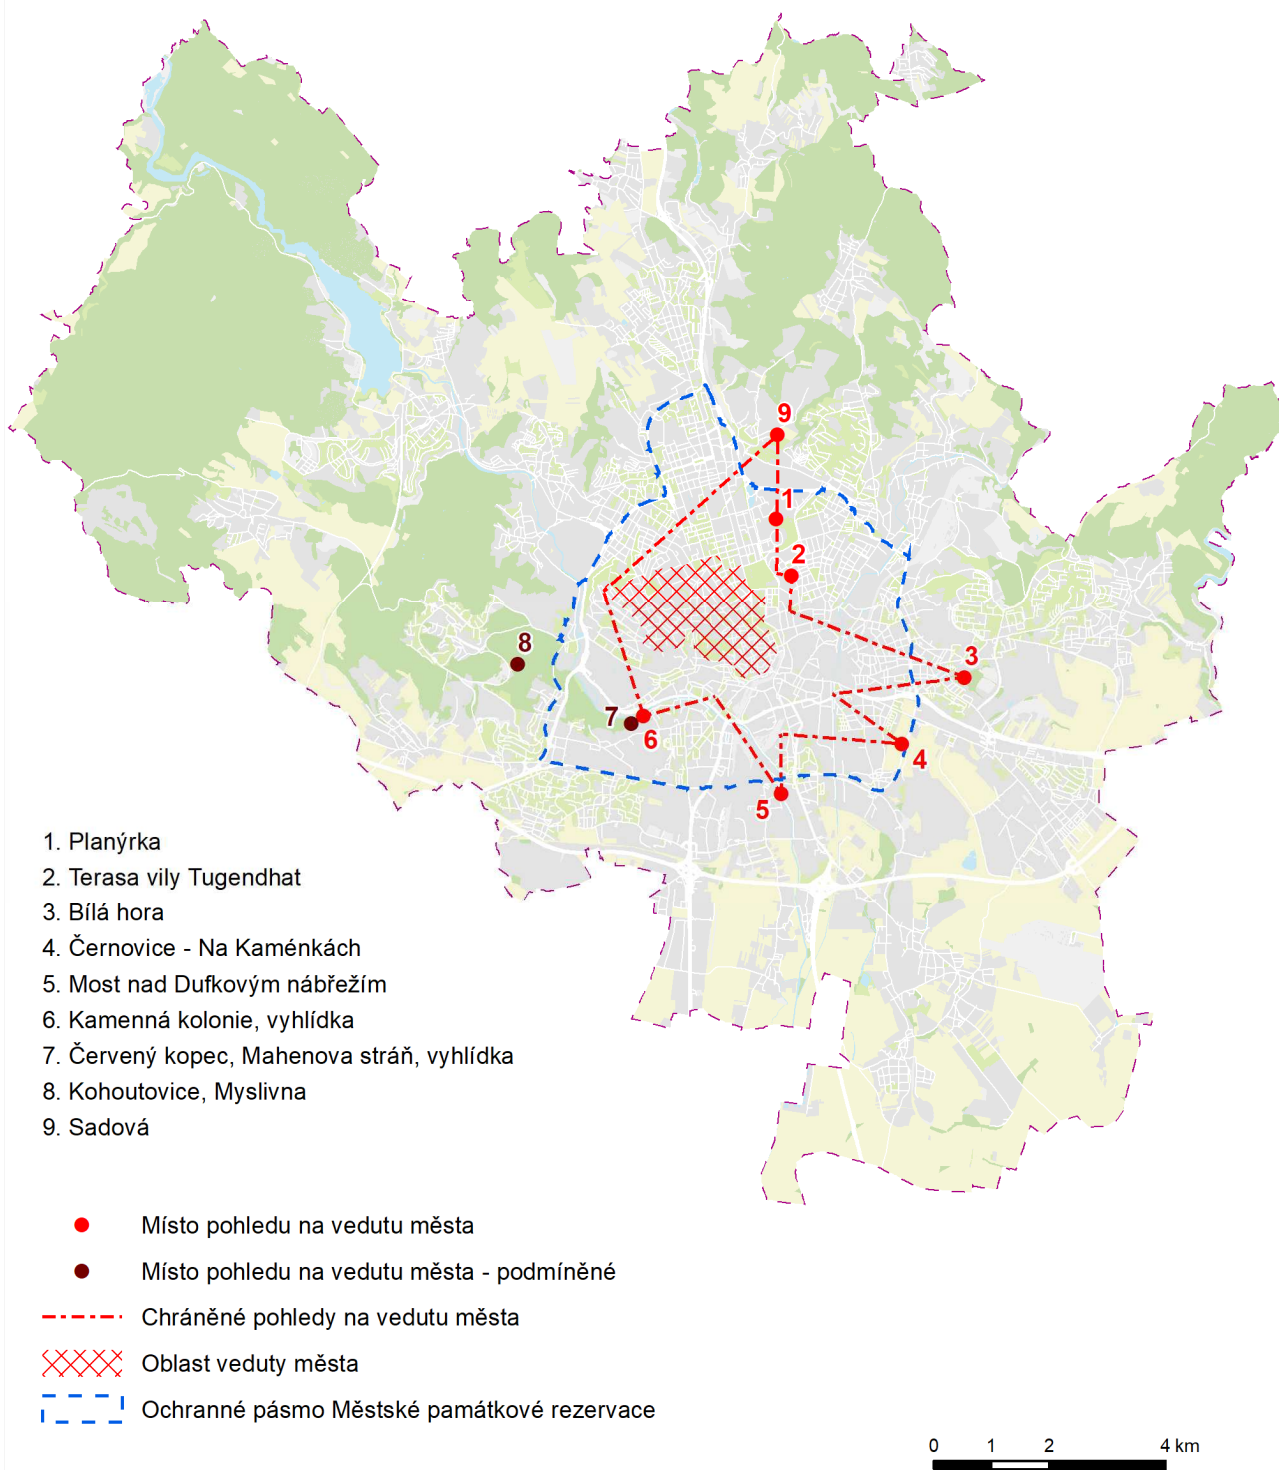 9
1
2
3
8
7
6
4
5
1. Planýrka
2. Terasa vily Tugendhat
3. Bílá hora
4. Černovice - Na Kaménkách
5. Most nad Dufkovým nábřežím
6. Kamenná kolonie, vyhlídka
7. Červený kopec, Mahenova stráň, vyhlídka
8. Kohoutovice, Myslivna
9. Sadová
Místo pohledu na vedutu města
Místo pohledu na vedutu města - podmíněné
Chráněné pohledy na vedutu města
Oblast veduty města
Ochranné pásmo Městské památkové rezervace
0 1 2 4 km